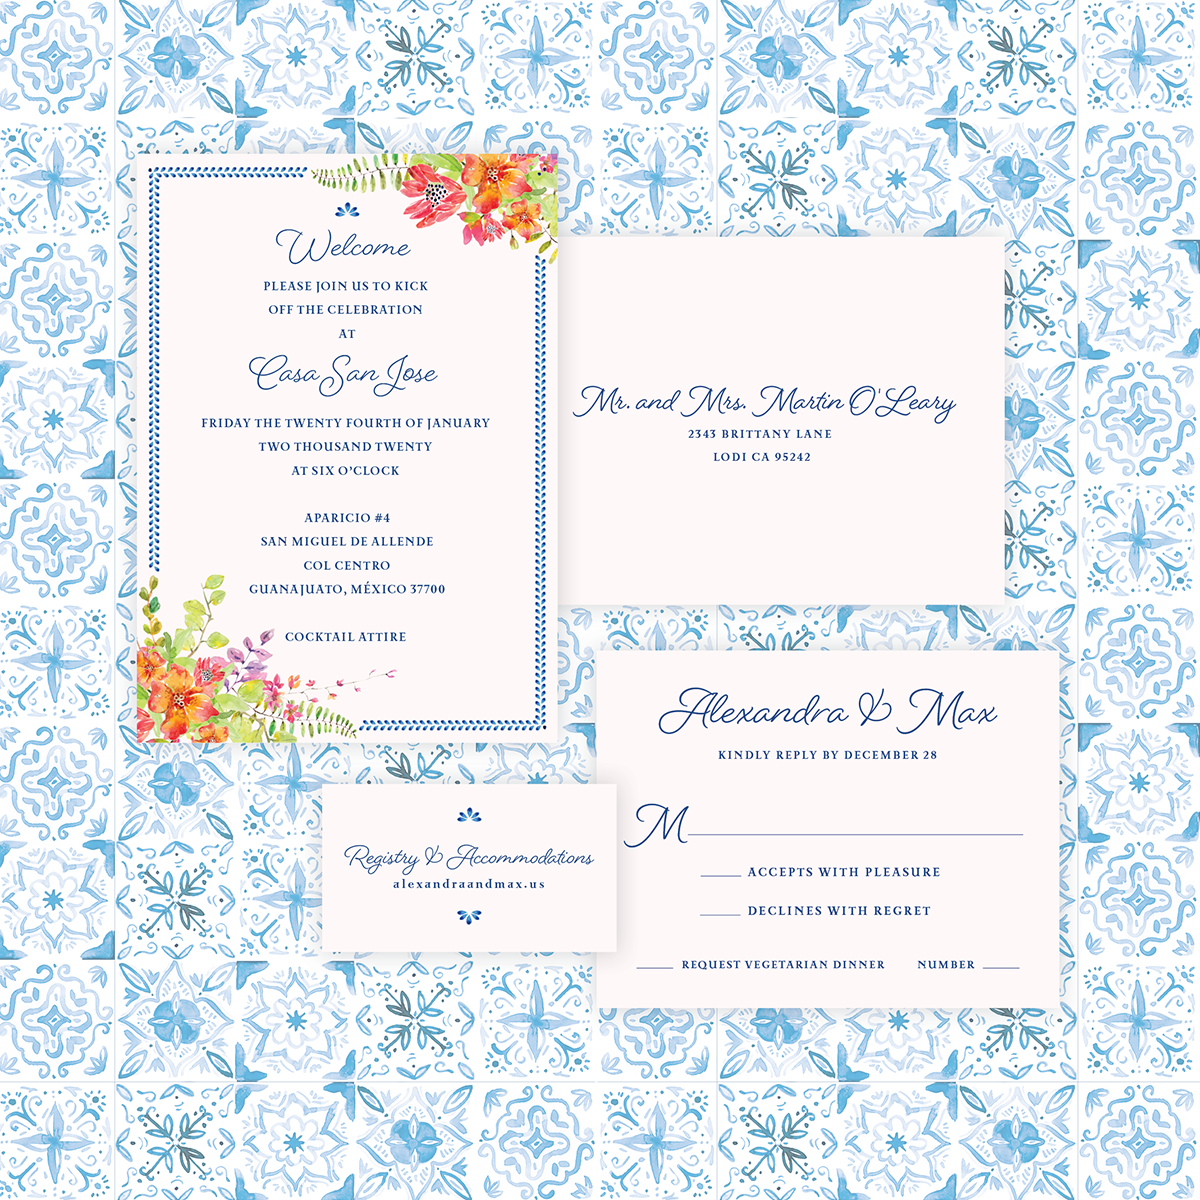 Welcome
PLEASE JOIN US TO KICK
OFF THE CELEBRATION
AT
Casa San Jose
FRIDAY THE TWENTY FOURTH OF JANUARY
TWO THOUSAND TWENTY
AT SIX O’CLOCK
APARICIO #4
SAN MIGUEL DE ALLENDE
COL CENTRO
GUANAJUATO, MÉXICO 37700
COCKTAIL ATTIRE
Mr. and Mrs. Martin O'Leary
2343 BRITTANY LANE
LODI CA 95242
Alexandra & Max
KINDLY REPLY BY DECEMBER 28
M
ACCEPTS WITH PLEASURE
DECLINES WITH REGRET
REQUEST VEGETARIAN DINNER NUMBER
Registry & Accommodations
alexandraandmax.us